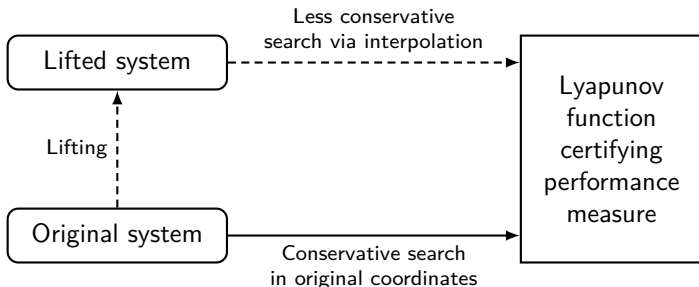 Less conservative
search via interpolation
Lifted system
Lyapunov
function
certifying
performance
measure
Lifting
Original system
Conservative search
in original coordinates